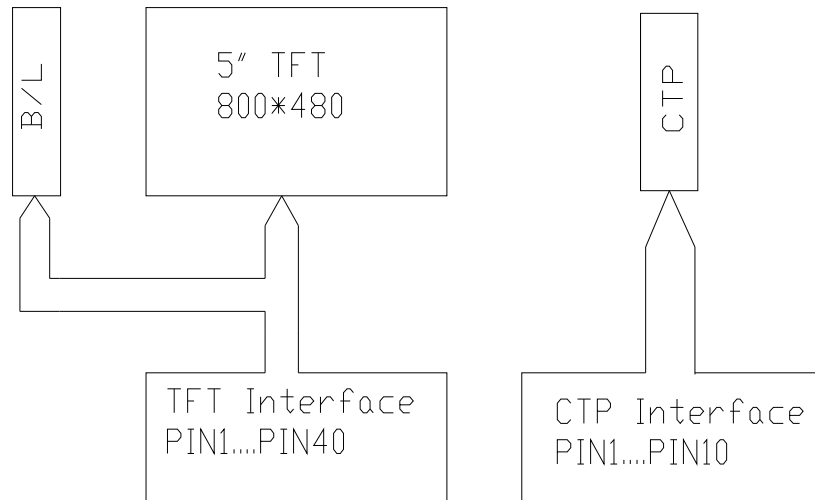 B/L
5" TFT
800*480
CTP
TFT Interface
PIN1....PIN40
CTP Interface
PIN1....PIN10